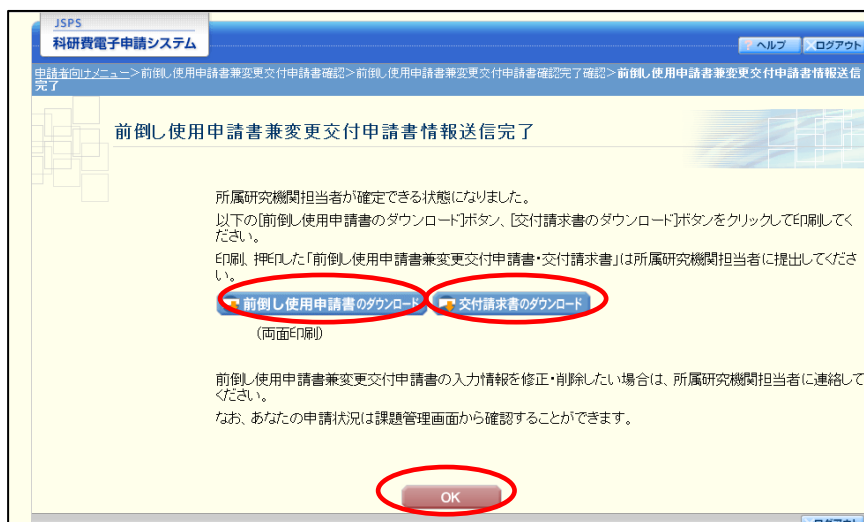 JSPS
科研費電子申請システム
? ヘルプ
ログアウト
申請者向けメニュー>前倒し使用申請書兼変更交付申請書確認>前倒し使用申請書兼変更交付申請書確認完了確認>前倒し使用申請書兼変更交付申請書情報送信
完了
前倒し使用申請書兼変更交付申請書情報送信完了
所属研究機関担当者が確定できる状態になりました。
以下の[前倒し使用申請書のダウンロード]ボタン、[交付請求書のダウンロード]ボタンをクリックして印刷してく
ださい。
印刷、押印した「前倒し使用申請書兼変更交付申請書・交付請求書」は所属研究機関担当者に提出してくださ
い。
前倒し使用申請書のダウンロード 交付請求書のダウンロード
(両面印刷)
前倒し使用申請書兼変更交付申請書の入力情報を修正・削除したい場合は、所属研究機関担当者に連絡して
ください。
なお、あなたの申請状況は課題管理画面から確認することができます。
OK